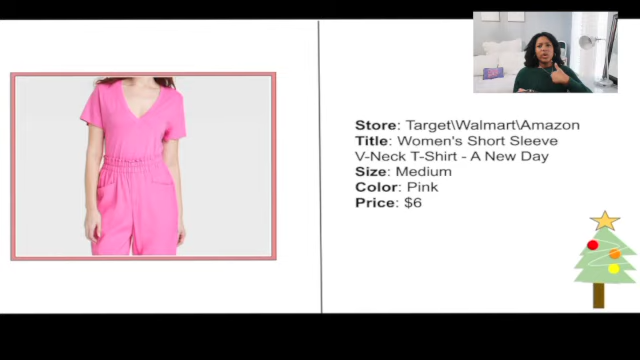 Store: Target\Walmart\Amazon
Title: Women's Short Sleeve
V-Neck T-Shirt - A New Day
Size: Medium
Color: Pink
Price: $6